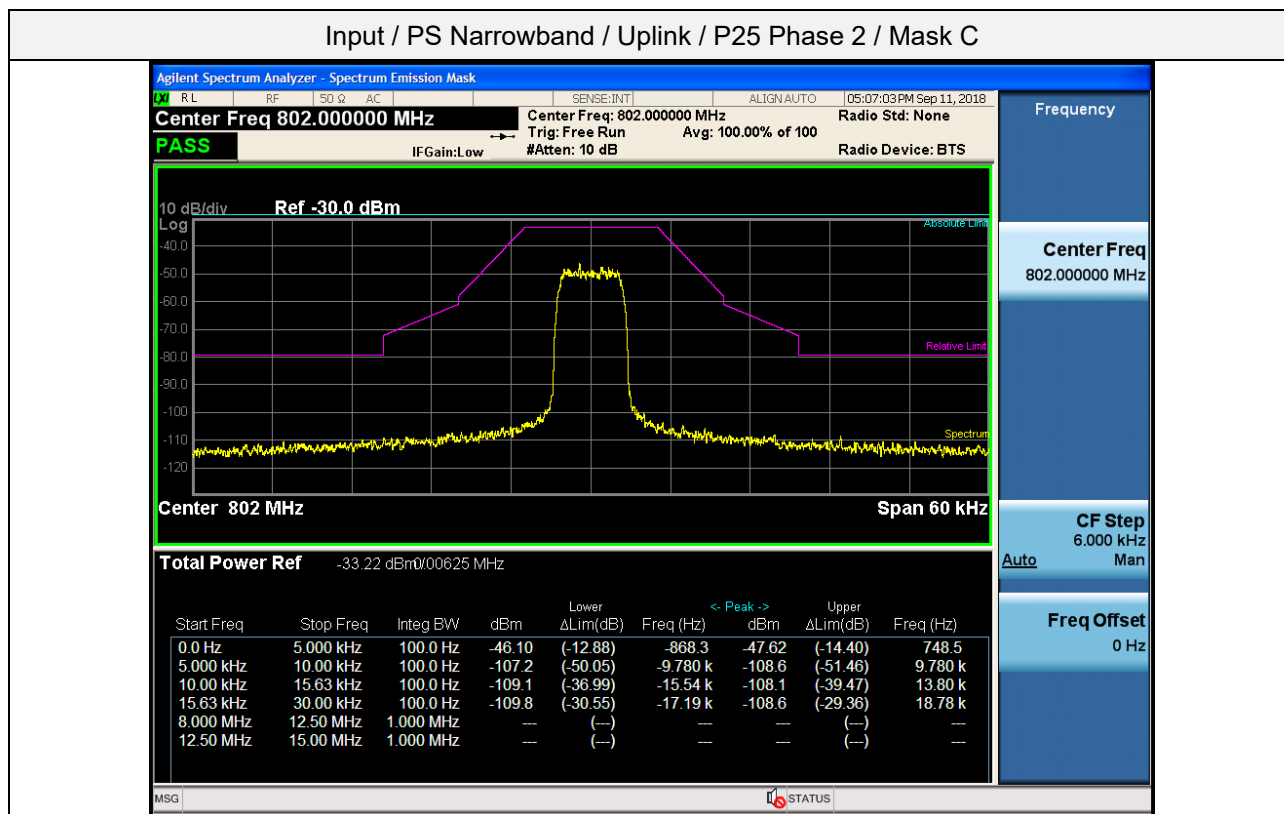 Input / PS Narrowband / Uplink / P25 Phase 2 / Mask C
Agilent Spectrum Analyzer - Spectrum Emission Mask
LXI RL RF 50 Ω AC SENSE:INT ALIGN AUTO 05:07:03 PM Sep 11, 2018
Center Freq 802.000000 MHz
Center Freq: 802.000000 MHz Radio Std: None
Trig: Free Run Avg: 100.00% of 100
PASS IFGain:Low #Atten: 10 dB Radio Device: BTS
10 dB/div Ref -30.0 dBm
Log
Absolute Limit
-40.0
-50.0
-60.0
-70.0
Relative Limit
-80.0
-90.0
-100
-110
Spectrum
-120
Center 802 MHz Span 60 kHz
Total Power Ref -33.22 dBm/0.00625 MHz
Lower <- Peak -> Upper
Start Freq Stop Freq Integ BW dBm ΔLim(dB) Freq (Hz) dBm ΔLim(dB) Freq (Hz)
0.0 Hz 5.000 kHz 100.0 Hz -46.10 (-12.88) -868.3 -47.62 (-14.40) 748.5
5.000 kHz 10.00 kHz 100.0 Hz -107.2 (-50.05) -9.780 k -108.6 (-51.46) 9.780 k
10.00 kHz 15.63 kHz 100.0 Hz -109.1 (-36.99) -15.54 k -108.1 (-39.47) 13.80 k
15.63 kHz 30.00 kHz 100.0 Hz -109.8 (-30.55) -17.19 k -108.6 (-29.36) 18.78 k
8.000 MHz 12.50 MHz 1.000 MHz --- (---) --- --- (---) ---
12.50 MHz 15.00 MHz 1.000 MHz --- (---) --- --- (---) ---
MSG STATUS
Frequency
Center Freq
802.000000 MHz
CF Step
6.000 kHz
Auto Man
Freq Offset
0 Hz